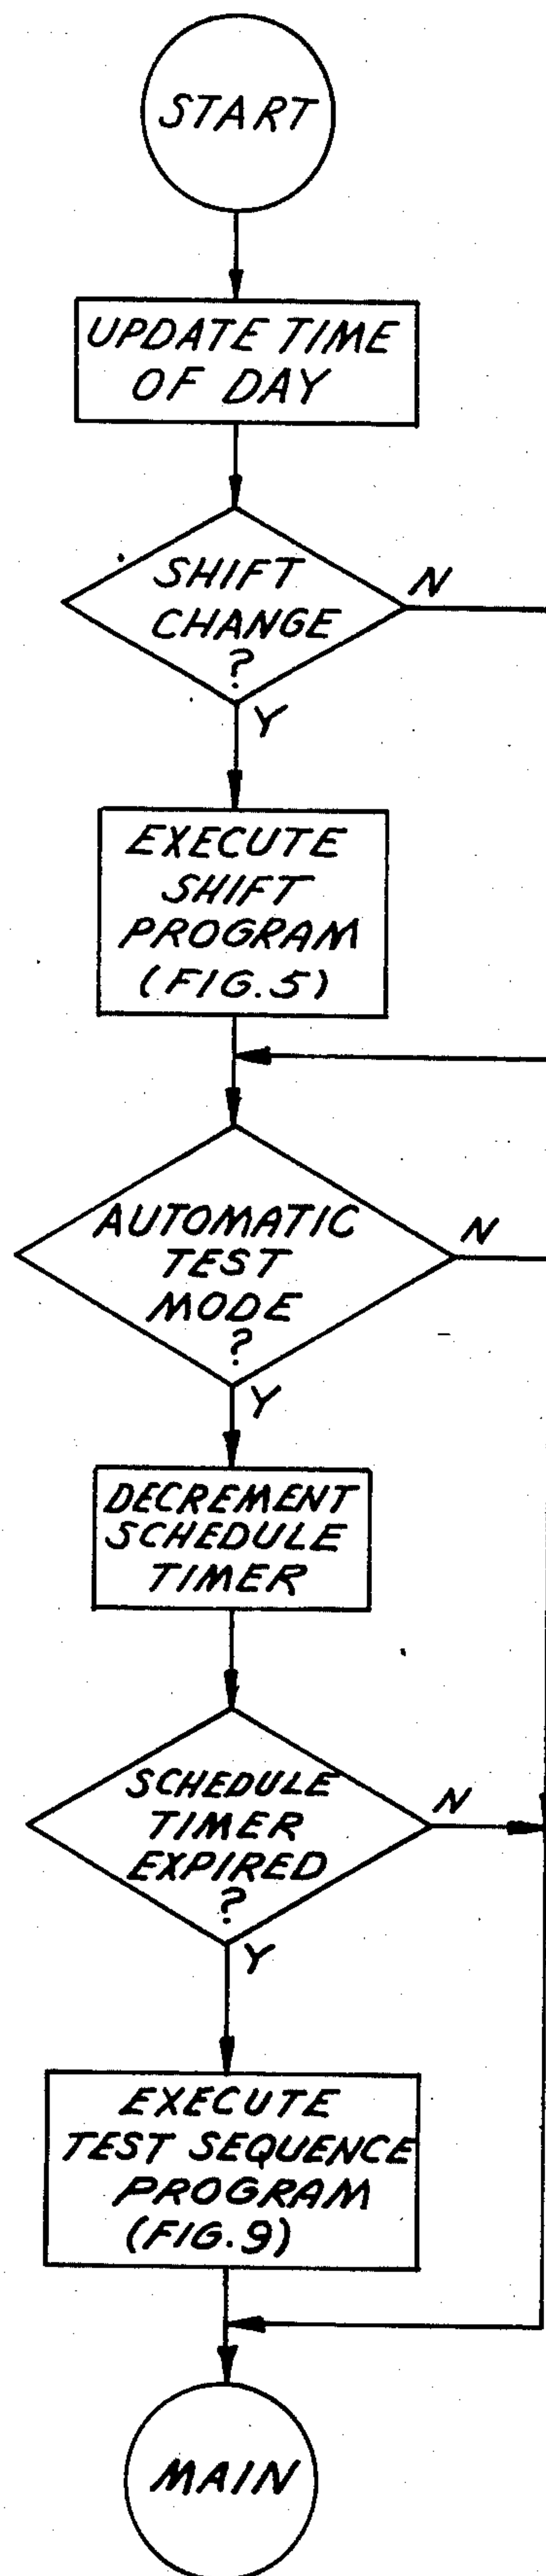 START
UPDATE TIME
OF DAY
SHIFT
CHANGE
?
N
Y
EXECUTE
SHIFT
PROGRAM
(FIG.5)
AUTOMATIC
TEST
MODE
?
N
Y
DECREMENT
SCHEDULE
TIMER
SCHEDULE
TIMER
EXPIRED
?
N
Y
EXECUTE
TEST SEQUENCE
PROGRAM
(FIG.9)
MAIN